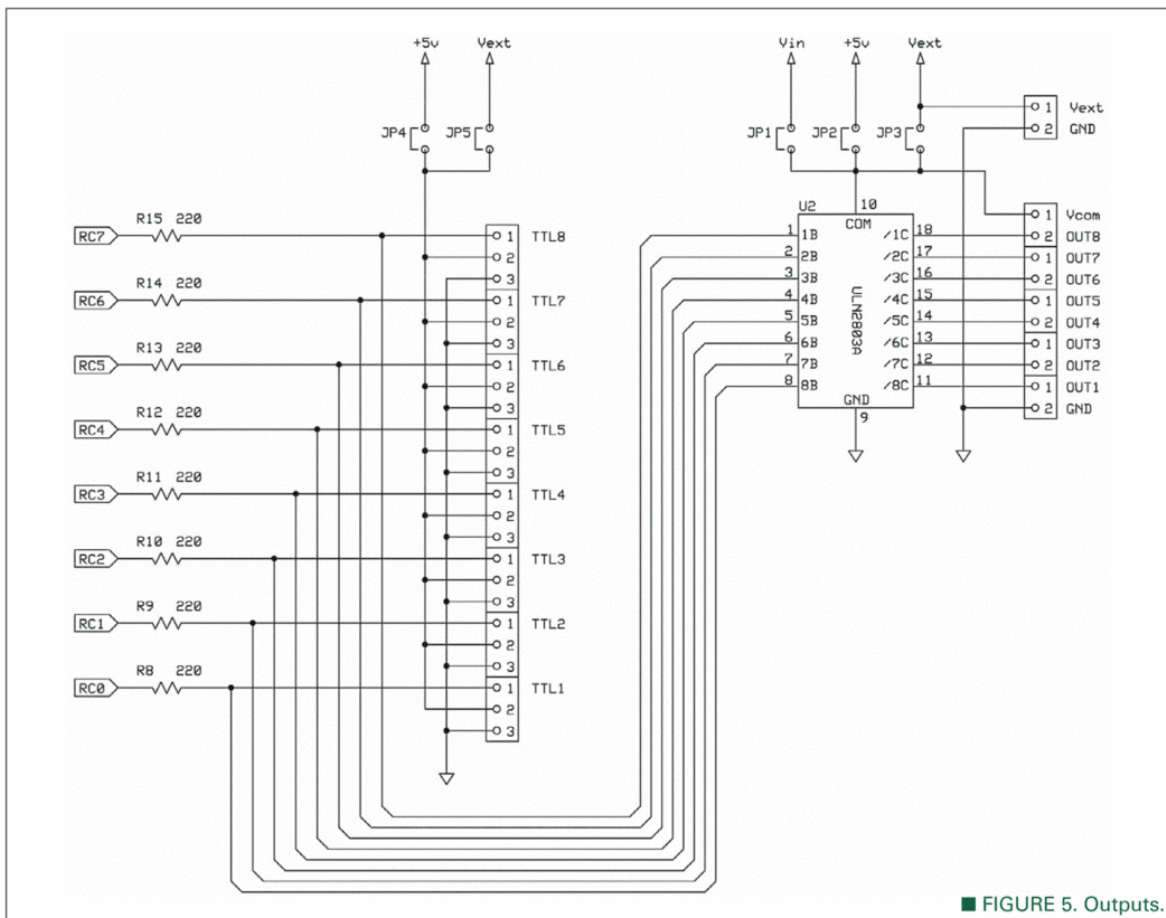 +5v Vext Vin +5v Vext
1 Vext
2 GND
JP4 JP5 JP1 JP2 JP3
U2 10
COM
1 Vcom
R15 220
RC7 1 TTL8 1 1B /1C 18 2 OUT8
2 2 2B /2C 17 1 OUT7
3 3 3B /3C 16 2 OUT6
R14 220
RC6 1 TTL7 4 4B /4C 15 1 OUT5
2 5 5B /5C 14 2 OUT4
3 6 6B /6C 13 1 OUT3
R13 220
RC5 1 TTL6 7 7B /7C 12 2 OUT2
2 8 8B /8C 11 1 OUT1
ULN2803A
3 GND 2 GND
9
R12 220
RC4 1 TTL5
2
3
R11 220
RC3 1 TTL4
2
3
R10 220
RC2 1 TTL3
2
3
R9 220
RC1 1 TTL2
2
3
R8 220
RC0 1 TTL1
2
3
■ FIGURE 5. Outputs.